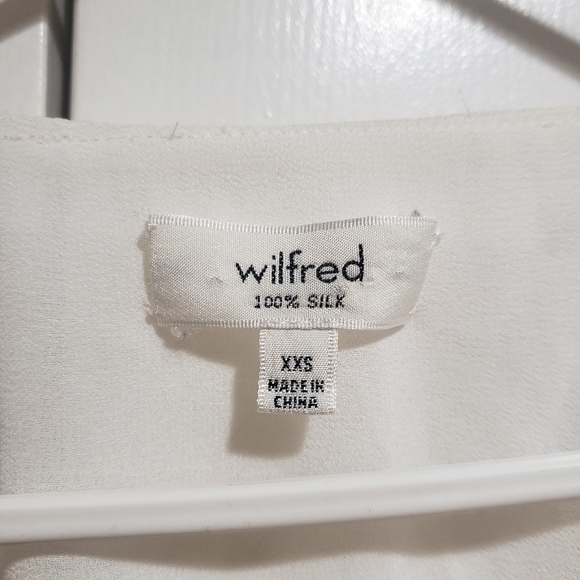 wilfred
100% SILK
XXS
MADE IN
CHINA